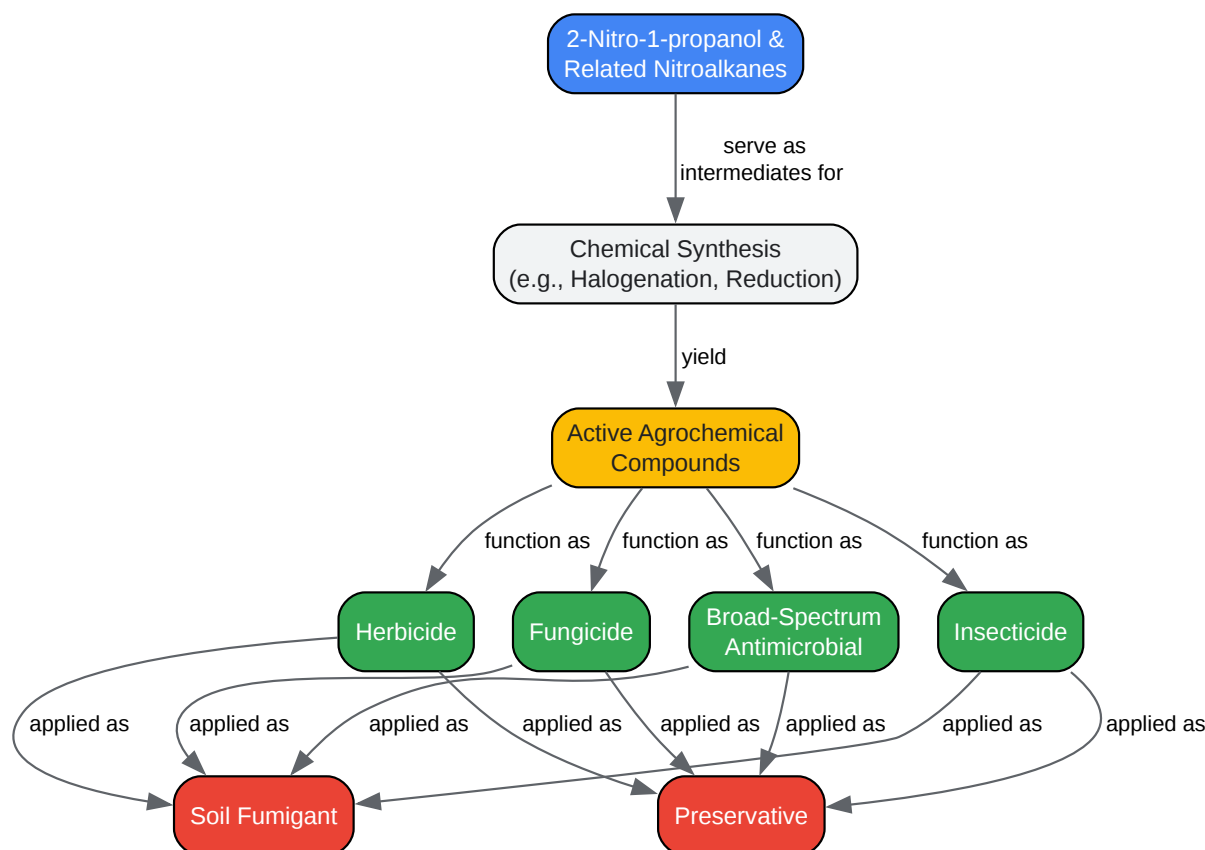 2-Nitro-1-propanol &
Related Nitroalkanes
serve as
intermediates for
Chemical Synthesis
(e.g., Halogenation, Reduction)
yield
Active Agrochemical
Compounds
function as
function as
function as
function as
Herbicide
Fungicide
Broad-Spectrum
Antimicrobial
Insecticide
applied as
applied as
applied as
applied as
applied as
applied as
applied as
applied as
Soil Fumigant
Preservative